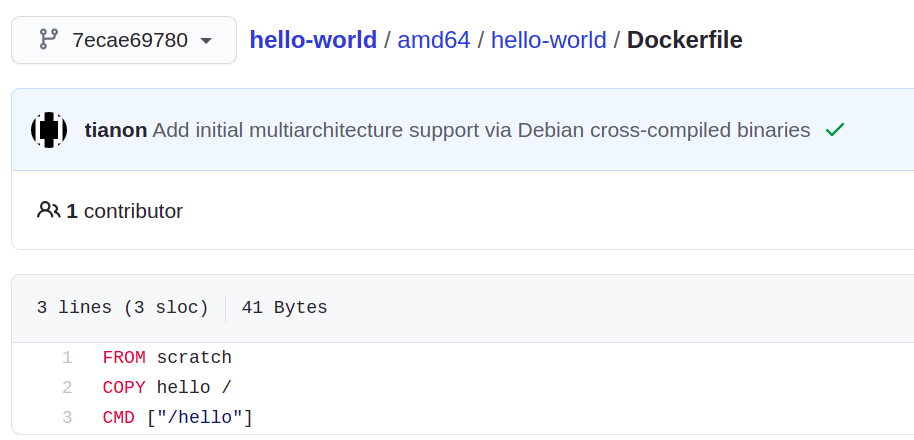 7ecae69780 hello-world / amd64 / hello-world / Dockerfile
tianon Add initial multiarchitecture support via Debian cross-compiled binaries
1 contributor
3 lines (3 sloc) 41 Bytes
1 FROM scratch
2 COPY hello /
3 CMD ["/hello"]